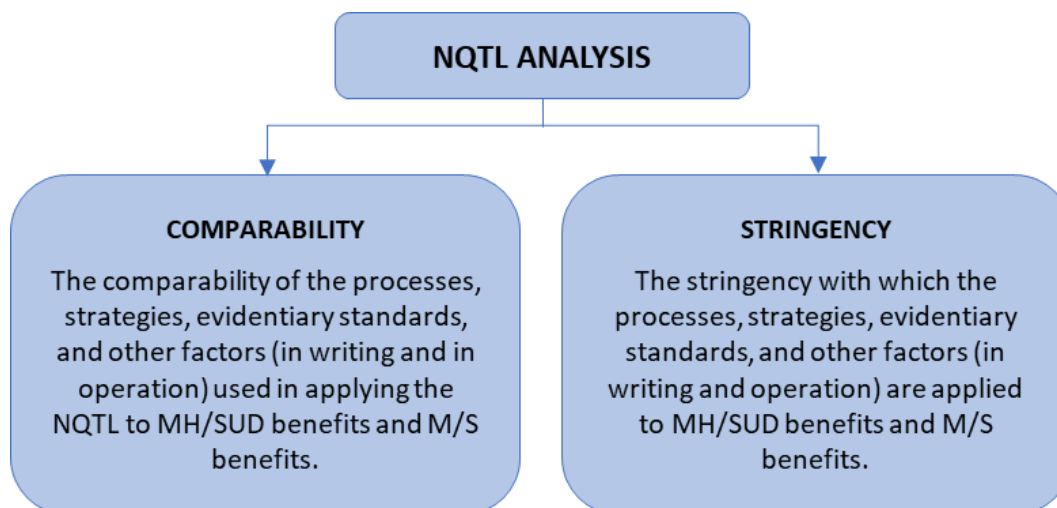 NQTL ANALYSIS
COMPARABILITY
The comparability of the processes,
strategies, evidentiary standards,
and other factors (in writing and in
operation) used in applying the
NQTL to MH/SUD benefits and M/S
benefits.
STRINGENCY
The stringency with which the
processes, strategies, evidentiary
standards, and other factors (in
writing and operation) are applied
to MH/SUD benefits and M/S
benefits.